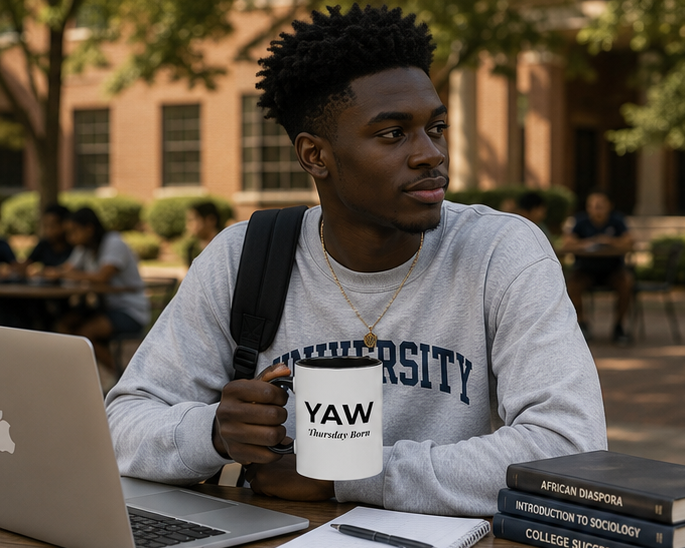 UNIVERSITY
YAW
Thursday Born
AFRICAN DIASPORA
INTRODUCTION TO SOCIOLOGY
COLLEGE